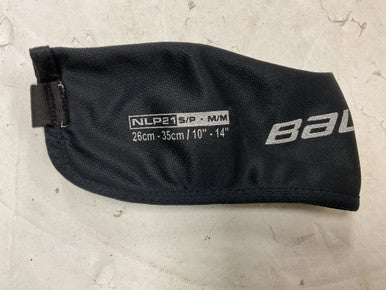 NLP21 S/P • M/M
26cm - 35cm / 10" - 14"
BAU